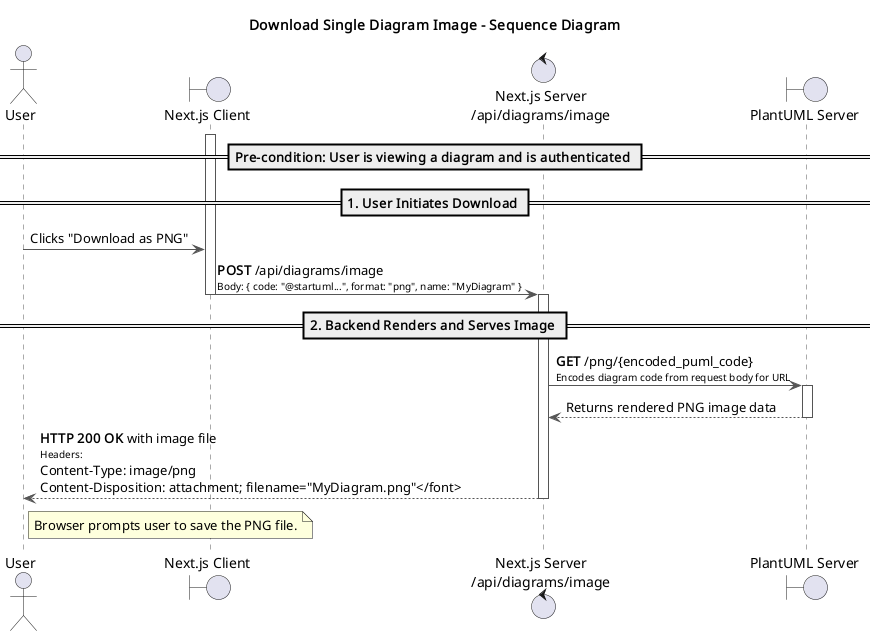 Download Single Diagram Image - Sequence Diagram
User
Next.js Client
Next.js Server
/api/diagrams/image
PlantUML Server
Pre-condition: User is viewing a diagram and is authenticated
1. User Initiates Download
Clicks "Download as PNG"
POST /api/diagrams/image
Body: { code: "@startuml...", format: "png", name: "MyDiagram" }
2. Backend Renders and Serves Image
GET /png/{encoded_puml_code}
Encodes diagram code from request body for URL
Returns rendered PNG image data
HTTP 200 OK with image file
Headers:
Content-Type: image/png
Content-Disposition: attachment; filename="MyDiagram.png"</font>
Browser prompts user to save the PNG file.
User
Next.js Client
Next.js Server
/api/diagrams/image
PlantUML Server